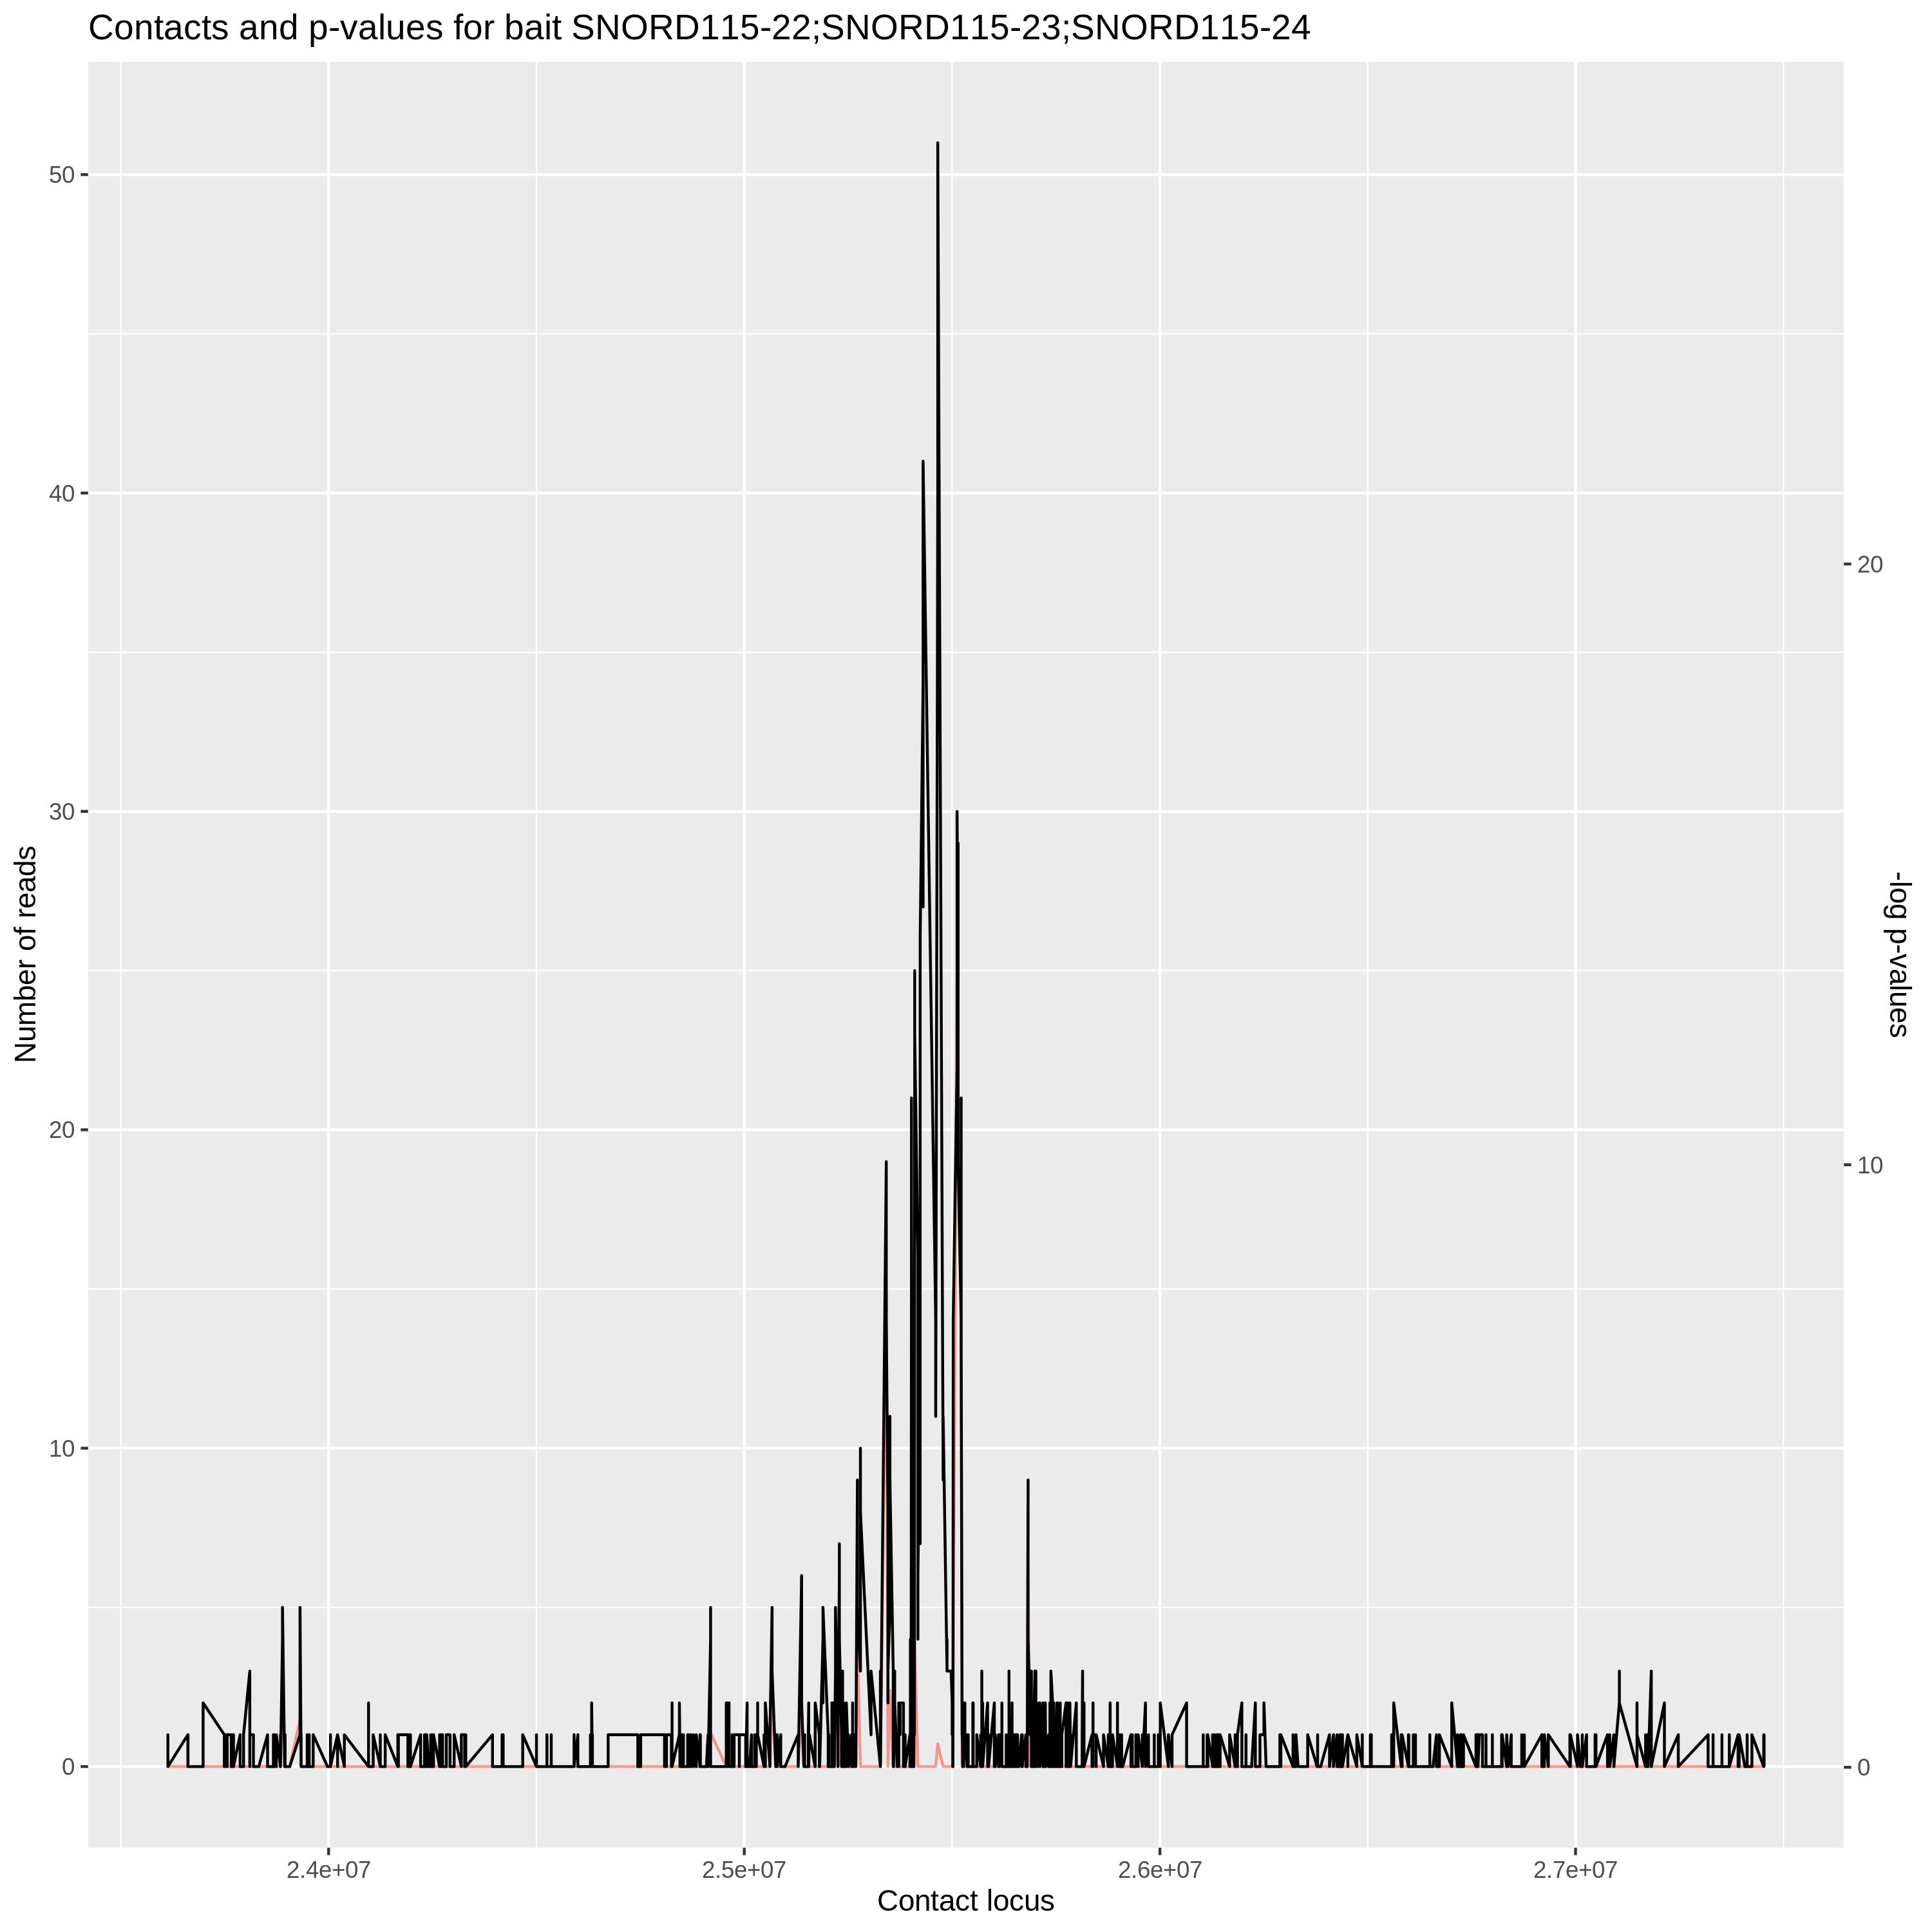 Contacts and p-values for bait SNORD115-22;SNORD115-23;SNORD115-24
50
40
30
20
10
0
Number of reads
20
10
0
-log p-values
2.4e+07 2.5e+07 2.6e+07 2.7e+07
Contact locus